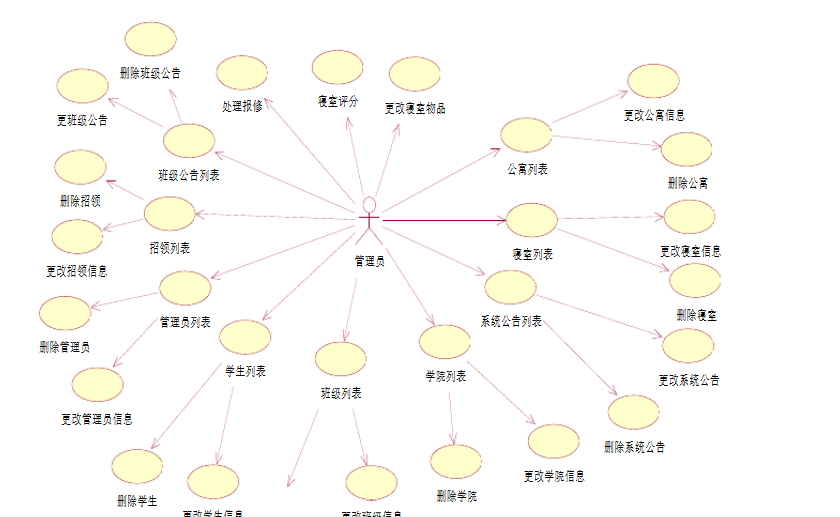 删除班级公告
更班级公告
处理报修
寝室评分
更改寝室物品
更改公寓信息
班级公告列表
公寓列表
删除公寓
删除招领
招领列表
更改招领信息
管理员
寝室列表
更改寝室信息
删除寝室
管理员列表
系统公告列表
删除管理员
学生列表
班级列表
学院列表
更改系统公告
更改管理员信息
删除系统公告
删除学生
更改学生信息
更改班级信息
删除学院
更改学院信息